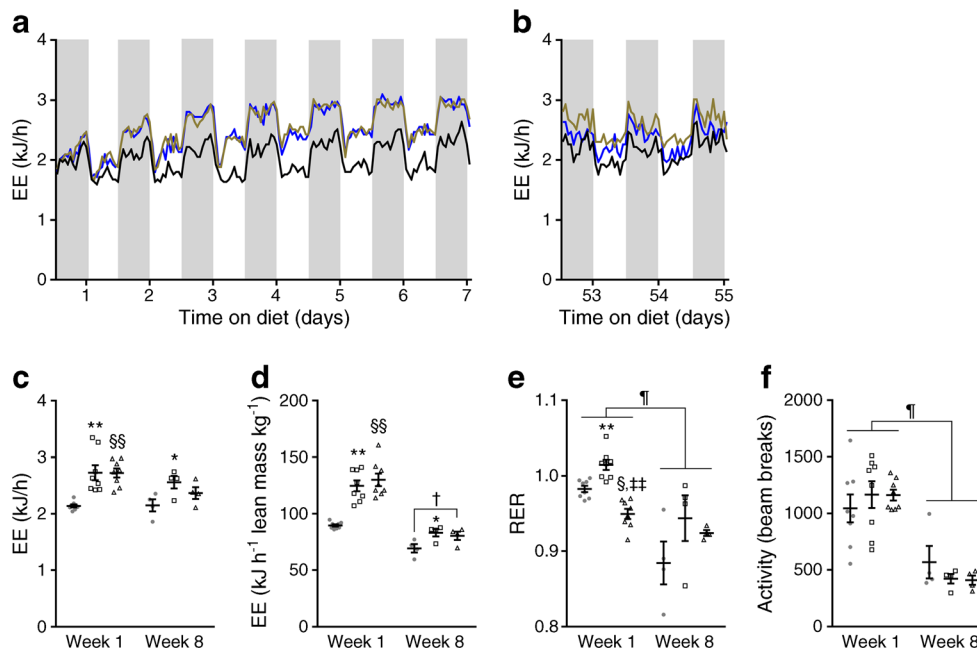 a
EE (kJ/h)
4
3
2
1
0
1 2 3 4 5 6 7
Time on diet (days)
b
EE (kJ/h)
4
3
2
1
0
53 54 55
Time on diet (days)
c
EE (kJ/h)
4
3
2
1
0
**
§§
*
Week 1 Week 8
d
EE (kJ h⁻¹ lean mass kg⁻¹)
200
150
100
50
0
**
§§
†
*
Week 1 Week 8
e
RER
1.1
1.0
0.9
0.8
¶
**
§,‡‡
Week 1 Week 8
f
Activity (beam breaks)
2000
1500
1000
500
0
¶
Week 1 Week 8